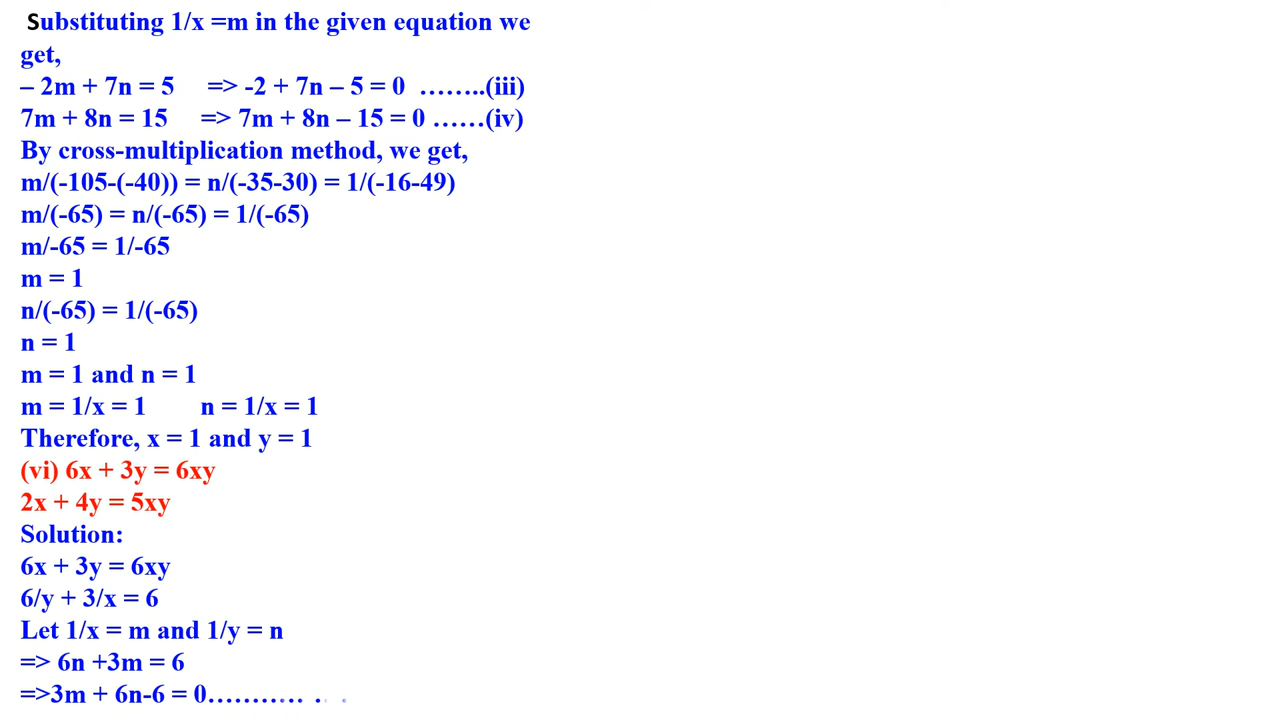 Substituting 1/x =m in the given equation we
get,
– 2m + 7n = 5 => -2 + 7n – 5 = 0 ……..(iii)
7m + 8n = 15 => 7m + 8n – 15 = 0 ……(iv)
By cross-multiplication method, we get,
m/(-105-(-40)) = n/(-35-30) = 1/(-16-49)
m/(-65) = n/(-65) = 1/(-65)
m/-65 = 1/-65
m = 1
n/(-65) = 1/(-65)
n = 1
m = 1 and n = 1
m = 1/x = 1 n = 1/x = 1
Therefore, x = 1 and y = 1
(vi) 6x + 3y = 6xy
2x + 4y = 5xy
Solution:
6x + 3y = 6xy
6/y + 3/x = 6
Let 1/x = m and 1/y = n
=> 6n +3m = 6
=>3m + 6n-6 = 0………… . .